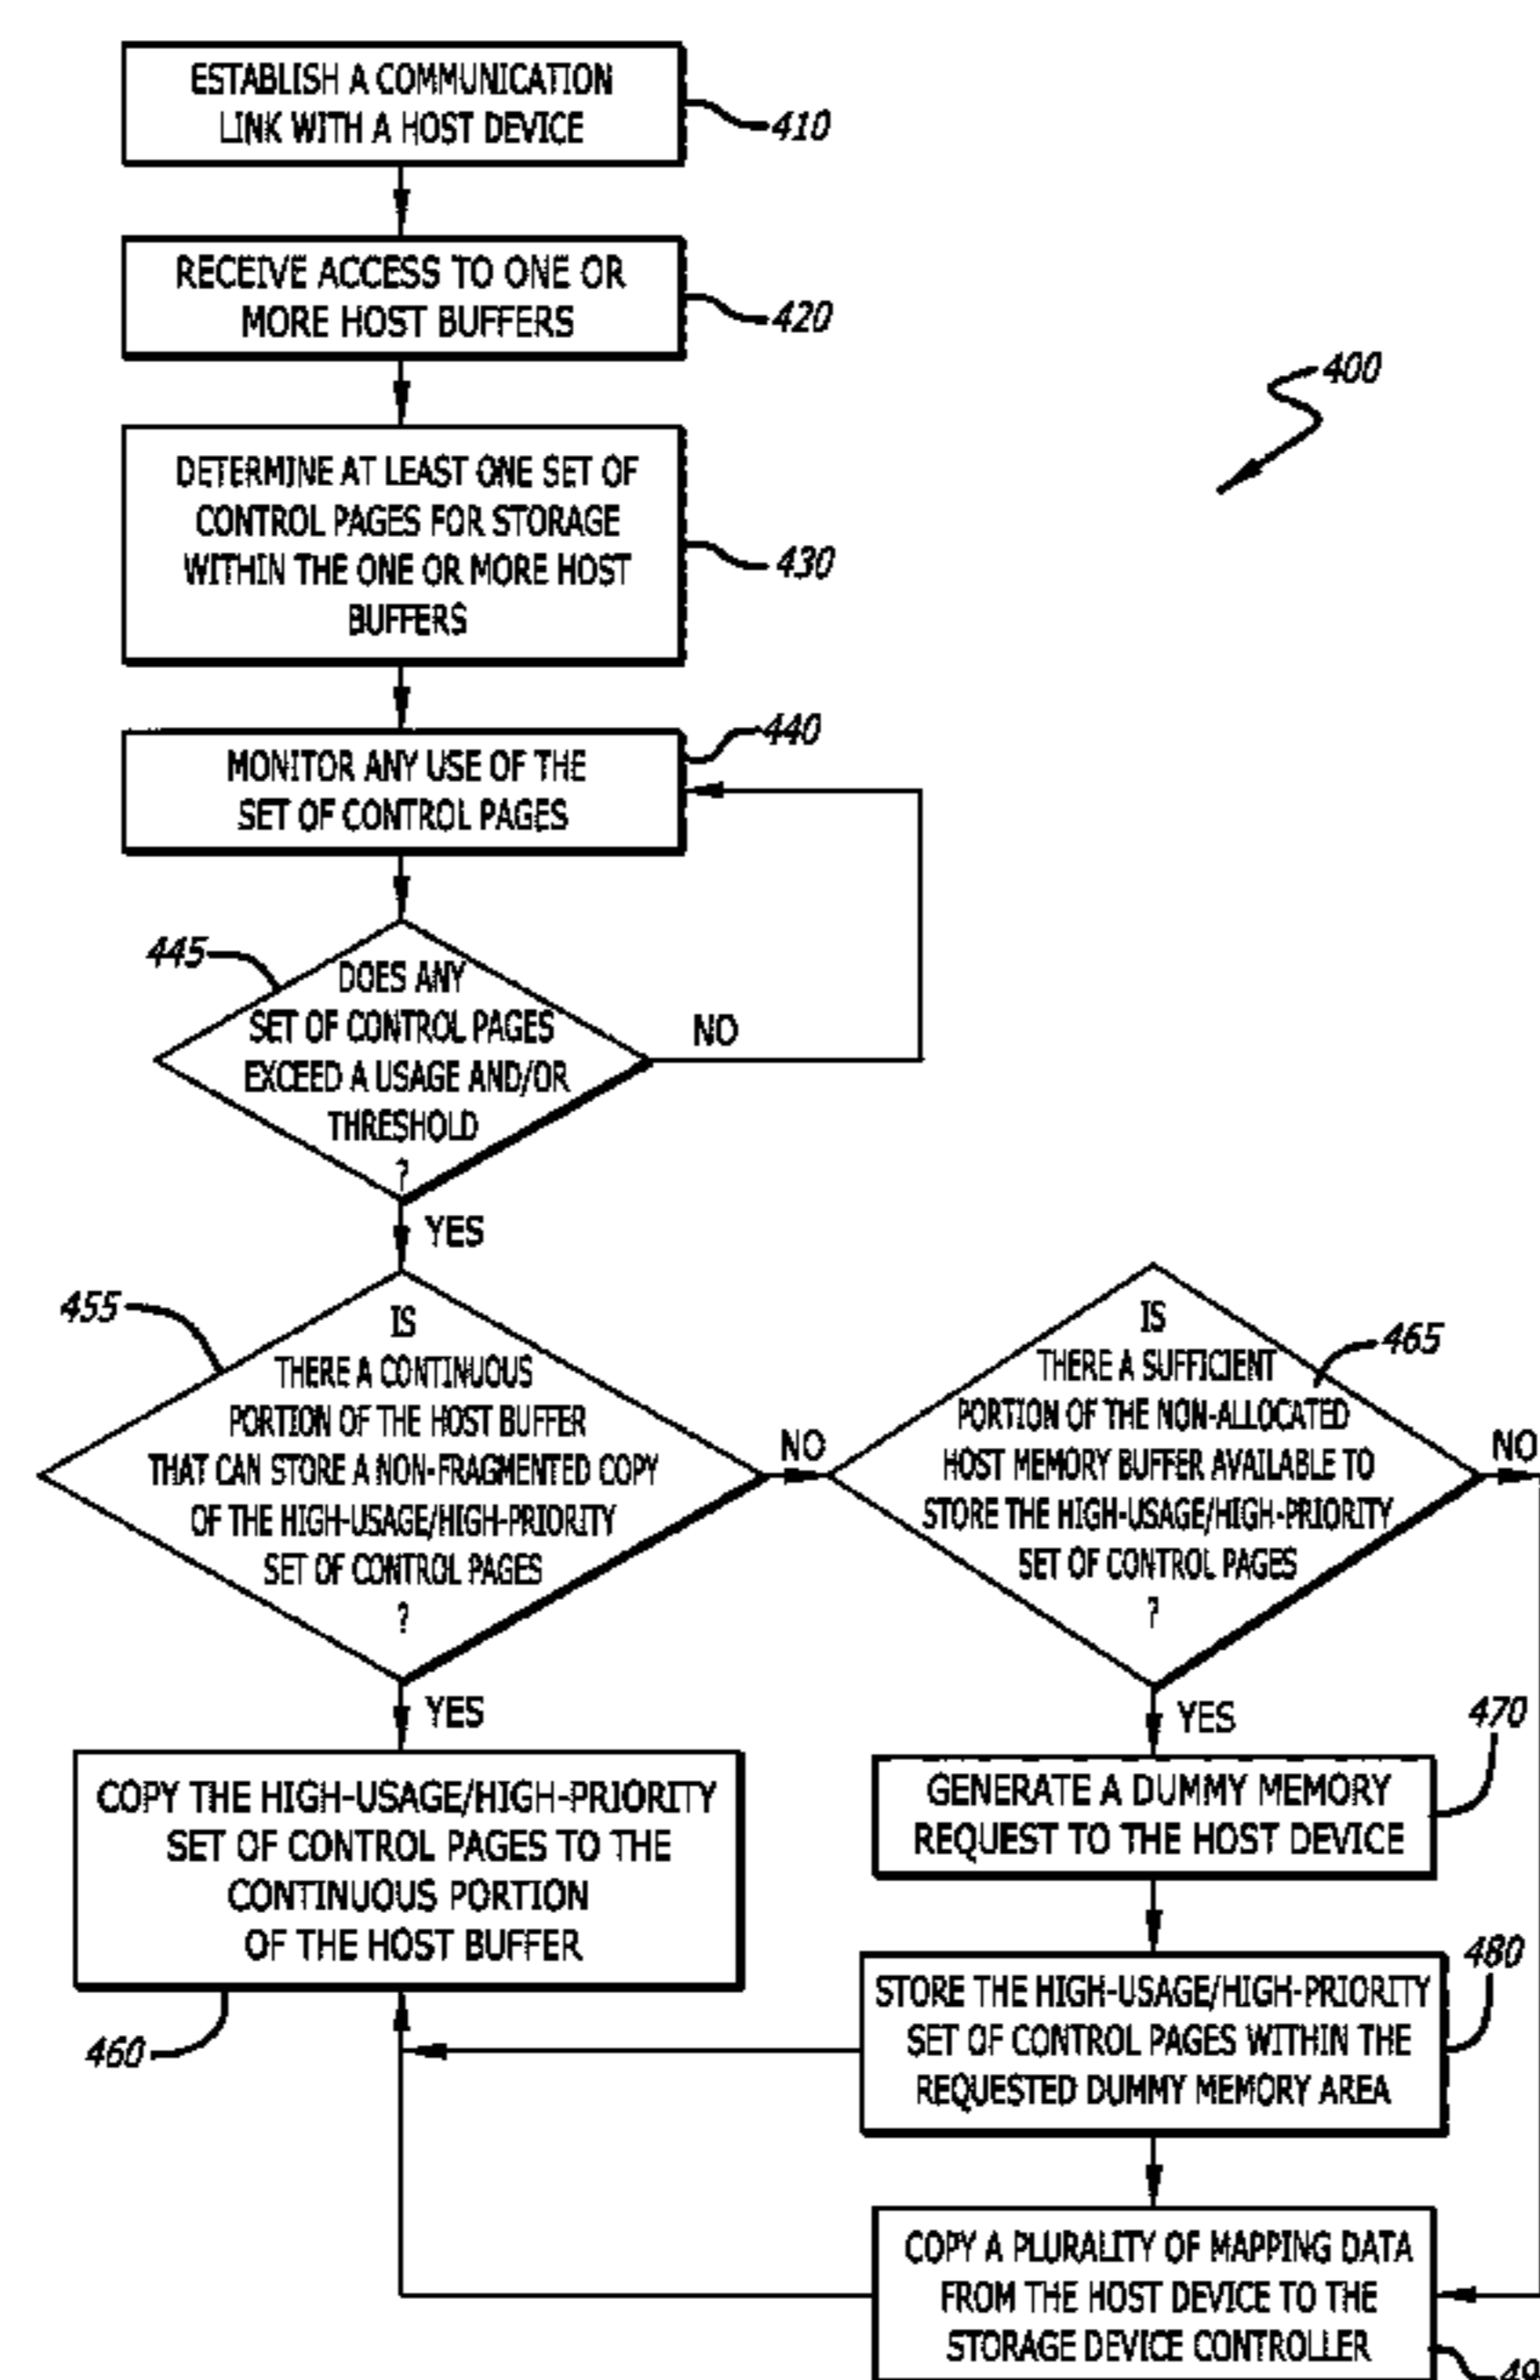 ESTABLISH A COMMUNICATION
LINK WITH A HOST DEVICE
410
RECEIVE ACCESS TO ONE OR
MORE HOST BUFFERS
420
400
DETERMINE AT LEAST ONE SET OF
CONTROL PAGES FOR STORAGE
WITHIN THE ONE OR MORE HOST
BUFFERS
430
440
MONITOR ANY USE OF THE
SET OF CONTROL PAGES
445
DOES ANY
SET OF CONTROL PAGES
EXCEED A USAGE AND/OR
THRESHOLD
?
NO
YES
455
IS
THERE A CONTINUOUS
PORTION OF THE HOST BUFFER
THAT CAN STORE A NON-FRAGMENTED COPY
OF THE HIGH-USAGE/HIGH-PRIORITY
SET OF CONTROL PAGES
?
NO
YES
465
IS
THERE A SUFFICIENT
PORTION OF THE NON-ALLOCATED
HOST MEMORY BUFFER AVAILABLE TO
STORE THE HIGH-USAGE/HIGH-PRIORITY
SET OF CONTROL PAGES
?
NO
YES
COPY THE HIGH-USAGE/HIGH-PRIORITY
SET OF CONTROL PAGES TO THE
CONTINUOUS PORTION
OF THE HOST BUFFER
460
470
GENERATE A DUMMY MEMORY
REQUEST TO THE HOST DEVICE
480
STORE THE HIGH-USAGE/HIGH-PRIORITY
SET OF CONTROL PAGES WITHIN THE
REQUESTED DUMMY MEMORY AREA
COPY A PLURALITY OF MAPPING DATA
FROM THE HOST DEVICE TO THE
STORAGE DEVICE CONTROLLER